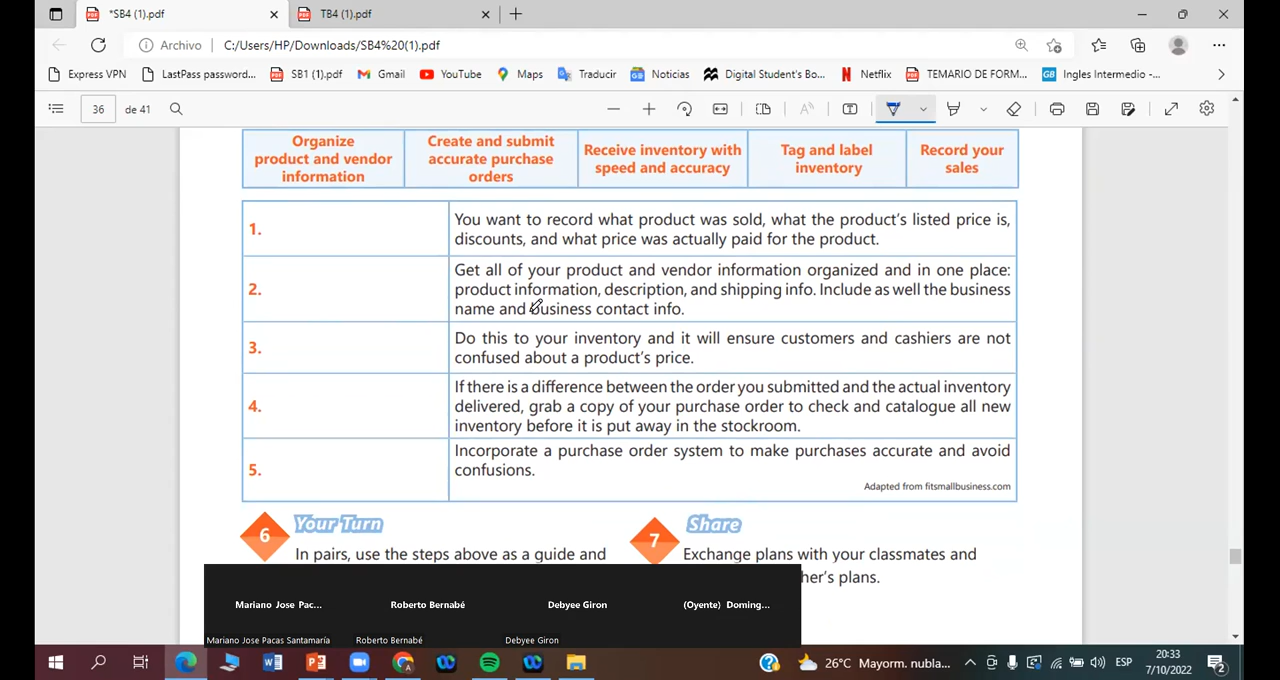 *SB4 (1).pdf
TB4 (1).pdf
Archivo
C:/Users/HP/Downloads/SB4%20(1).pdf
Express VPN
LastPass password...
SB1 (1).pdf
Gmail
YouTube
Maps
Traducir
Noticias
Digital Student's Bo...
Netflix
TEMARIO DE FORM...
Ingles Intermedio -...
36
de 41
Organize
product and vendor
information
Create and submit
accurate purchase
orders
Receive inventory with
speed and accuracy
Tag and label
inventory
Record your
sales
1.
You want to record what product was sold, what the product's listed price is,
discounts, and what price was actually paid for the product.
2.
Get all of your product and vendor information organized and in one place:
product information, description, and shipping info. Include as well the business
name and business contact info.
3.
Do this to your inventory and it will ensure customers and cashiers are not
confused about a product's price.
4.
If there is a difference between the order you submitted and the actual inventory
delivered, grab a copy of your purchase order to check and catalogue all new
inventory before it is put away in the stockroom.
5.
Incorporate a purchase order system to make purchases accurate and avoid
confusions.
Adapted from fitsmallbusiness.com
6
Your Turn
In pairs, use the steps above as a guide and
7
Share
Exchange plans with your classmates and
her's plans.
Mariano Jose Pac...
Roberto Bernabé
Debyee Giron
(Oyente) Doming...
Mariano Jose Pacas Santamaría
Roberto Bernabé
Debyee Giron
26°C Mayorm. nubla...
ESP
20:33
7/10/2022
2